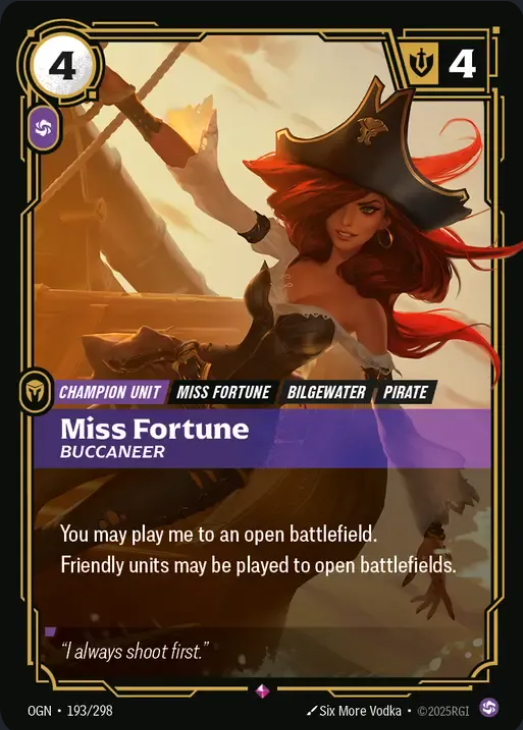 4
4
CHAMPION UNIT MISS FORTUNE BILGEWATER PIRATE
Miss Fortune
BUCCANEER
You may play me to an open battlefield.
Friendly units may be played to open battlefields.
“I always shoot first.”
OGN • 193/298 Six More Vodka • ©2025RGI